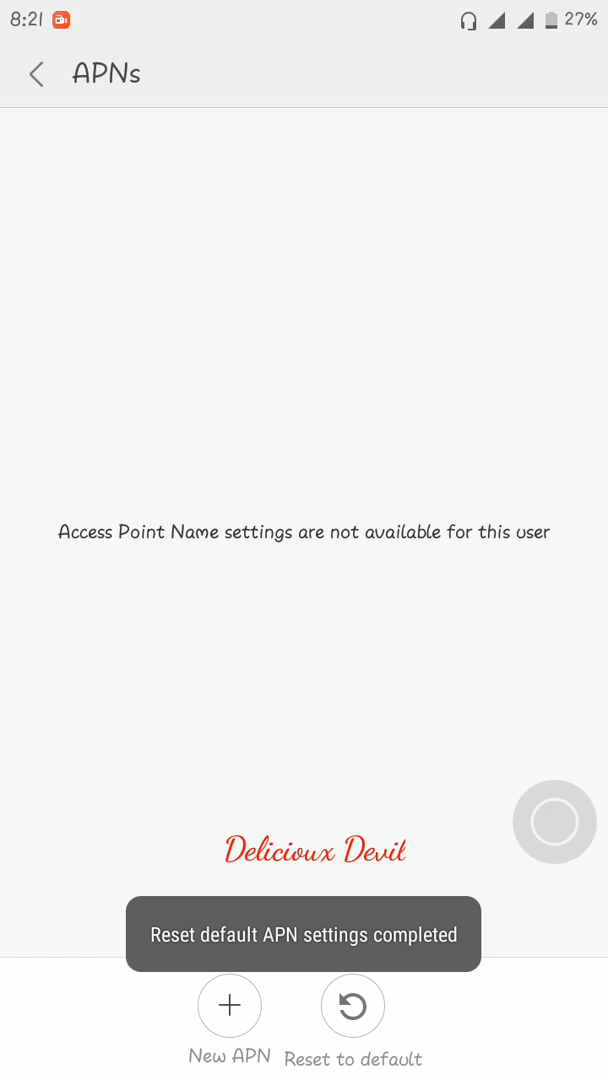 8:21
27%
APNs
Access Point Name settings are not available for this user
Delicioux Devil
Reset default APN settings completed
New APN
Reset to default